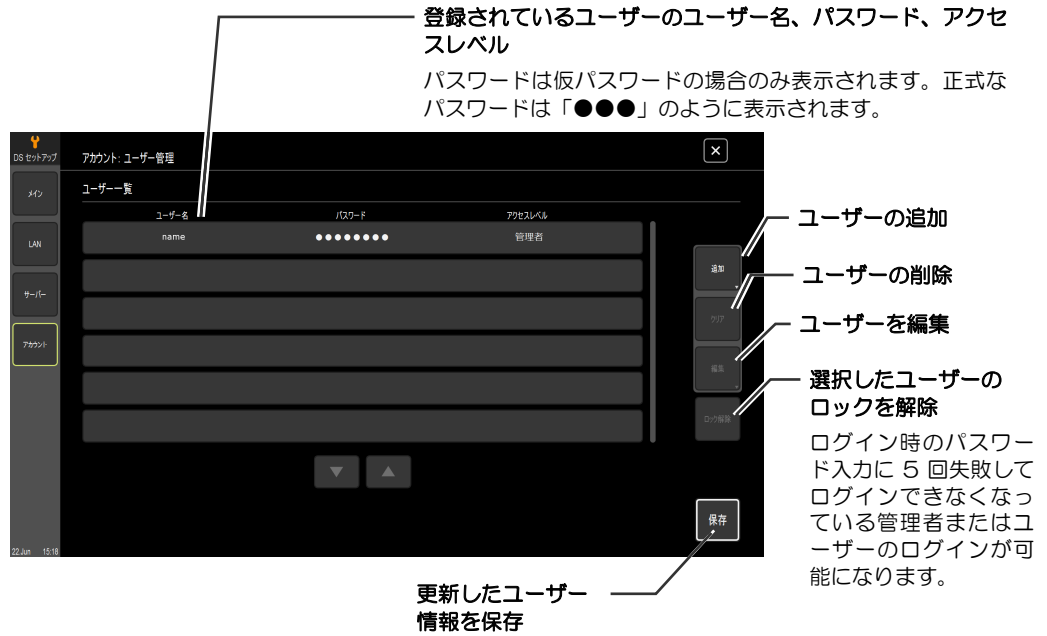 登録されているユーザーのユーザー名、パスワード、アクセ
スレベル
パスワードは仮パスワードの場合のみ表示されます。正式な
パスワードは「●●●」のように表示されます。
DS セットアップ
アカウント: ユーザー管理
メイン
ユーザー一覧
ユーザー名 パスワード アクセスレベル
name ●●●●●●●● 管理者
LAN
サーバー
アカウント
追加
クリア
編集
ロック解除
保存
▼ ▲
22.Jun 15:18
ユーザーの追加
ユーザーの削除
ユーザーを編集
選択したユーザーの
ロックを解除
ログイン時のパスワー
ド入力に 5 回失敗して
ログインできなくなっ
ている管理者またはユ
ーザーのログインが可
能になります。
更新したユーザー
情報を保存